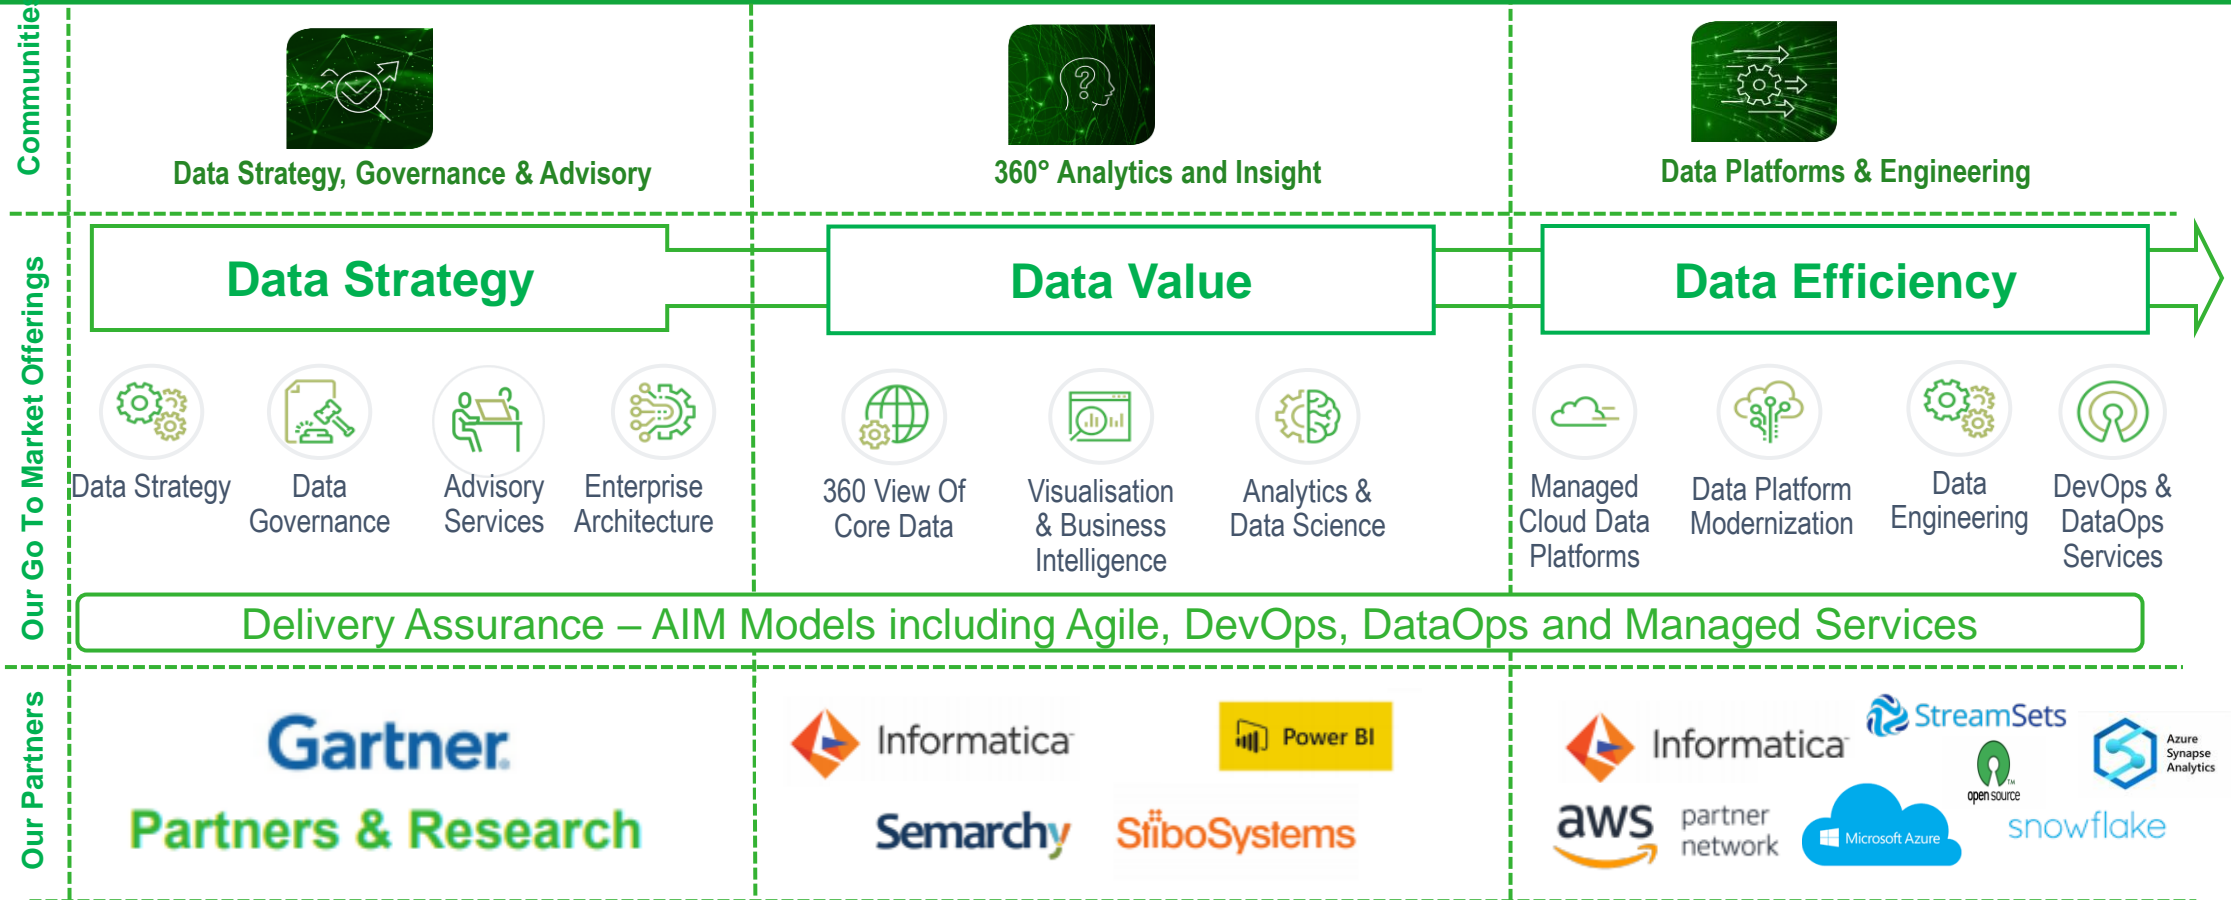 Communities
Data Strategy, Governance & Advisory
360° Analytics and Insight
Data Platforms & Engineering
Our Go To Market Offerings
Data Strategy
Data Value
Data Efficiency
Data Strategy
Data
Governance
Advisory
Services
Enterprise
Architecture
360 View Of
Core Data
Visualisation
& Business
Intelligence
Analytics &
Data Science
Managed
Cloud Data
Platforms
Data Platform
Modernization
Data
Engineering
DevOps &
DataOps
Services
Delivery Assurance – AIM Models including Agile, DevOps, DataOps and Managed Services
Our Partners
Gartner
Partners & Research
Informatica
Power BI
Semarchy
StiboSystems
Informatica
StreamSets
open source
Azure
Synapse
Analytics
aws
partner
network
Microsoft Azure
snowflake